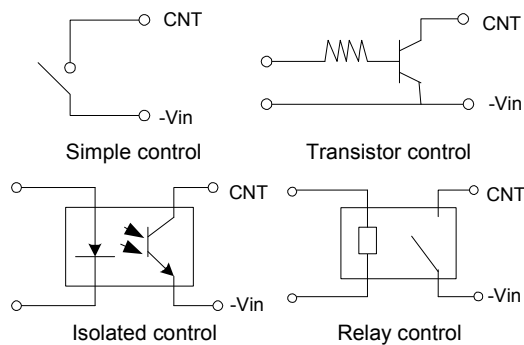 CNT
-Vin
Simple control
CNT
-Vin
Transistor control
CNT
-Vin
Isolated control
CNT
-Vin
Relay control